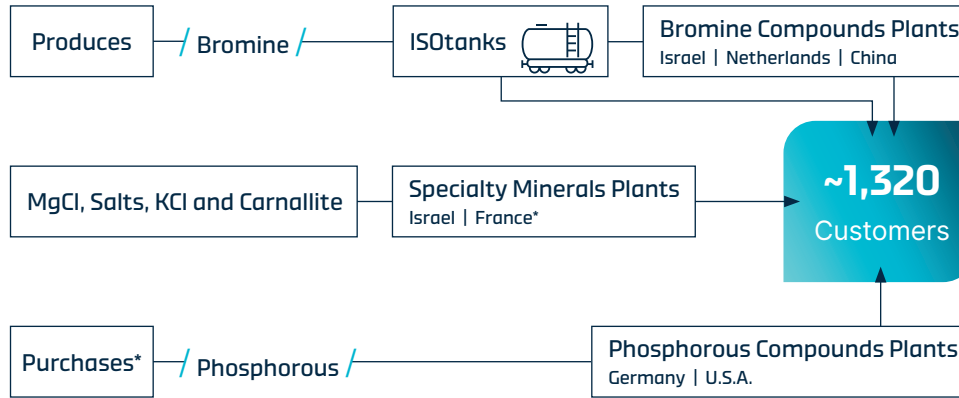 Produces
Bromine
ISOtanks
Bromine Compounds Plants
Israel | Netherlands | China
MgCl, Salts, KCl and Carnallite
Specialty Minerals Plants
Israel | France*
~1,320
Customers
Purchases*
Phosphorous
Phosphorous Compounds Plants
Germany | U.S.A.